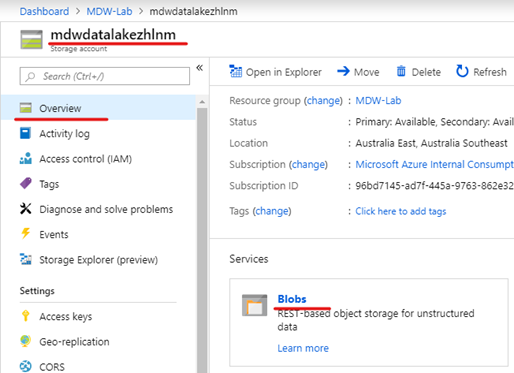 Dashboard > MDW-Lab > mdwdatalakezhlnm
mdwdatalakezhlnm
Storage account
Search (Ctrl+/)
«
Overview
Activity log
Access control (IAM)
Tags
Diagnose and solve problems
Events
Storage Explorer (preview)
Settings
Access keys
Geo-replication
CORS
Open in Explorer
Move
Delete
Refresh
Resource group (change) : MDW-Lab
Status : Primary: Available, Secondary: Avail
Location : Australia East, Australia Southeast
Subscription (change) : Microsoft Azure Internal Consumpt
Subscription ID : 96bd7145-ad7f-445a-9763-862e32
Tags (change) : Click here to add tags
Services
Blobs
REST-based object storage for unstructured
data
Learn more